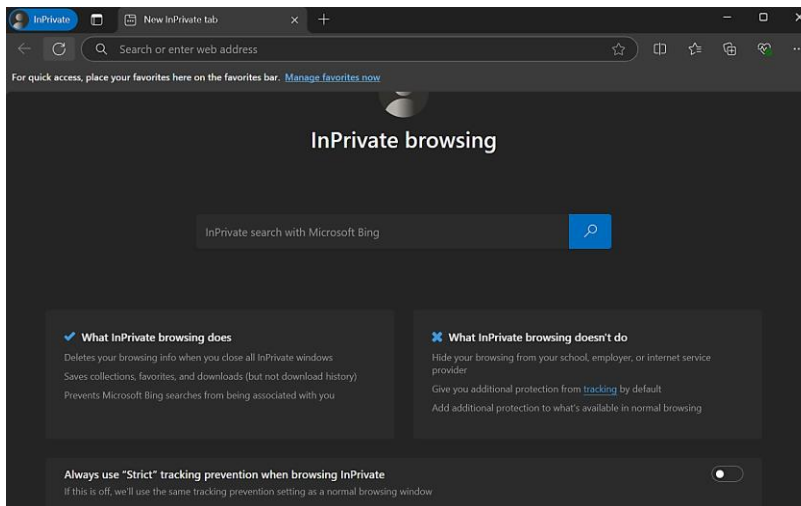 InPrivate
New InPrivate tab
Search or enter web address
For quick access, place your favorites here on the favorites bar. Manage favorites now
InPrivate browsing
InPrivate search with Microsoft Bing
What InPrivate browsing does
Deletes your browsing info when you close all InPrivate windows
Saves collections, favorites, and downloads (but not download history)
Prevents Microsoft Bing searches from being associated with you
What InPrivate browsing doesn't do
Hide your browsing from your school, employer, or internet service
provider
Give you additional protection from tracking by default
Add additional protection to what's available in normal browsing
Always use “Strict” tracking prevention when browsing InPrivate
If this is off, we'll use the same tracking prevention setting as a normal browsing window